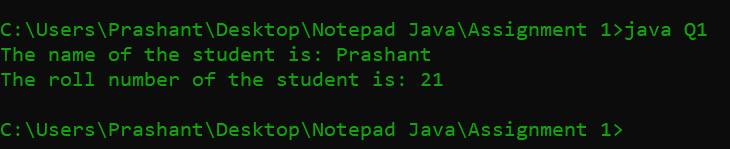 C:\Users\Prashant\Desktop\Notepad Java\Assignment 1>java Q1
The name of the student is: Prashant
The roll number of the student is: 21
C:\Users\Prashant\Desktop\Notepad Java\Assignment 1>